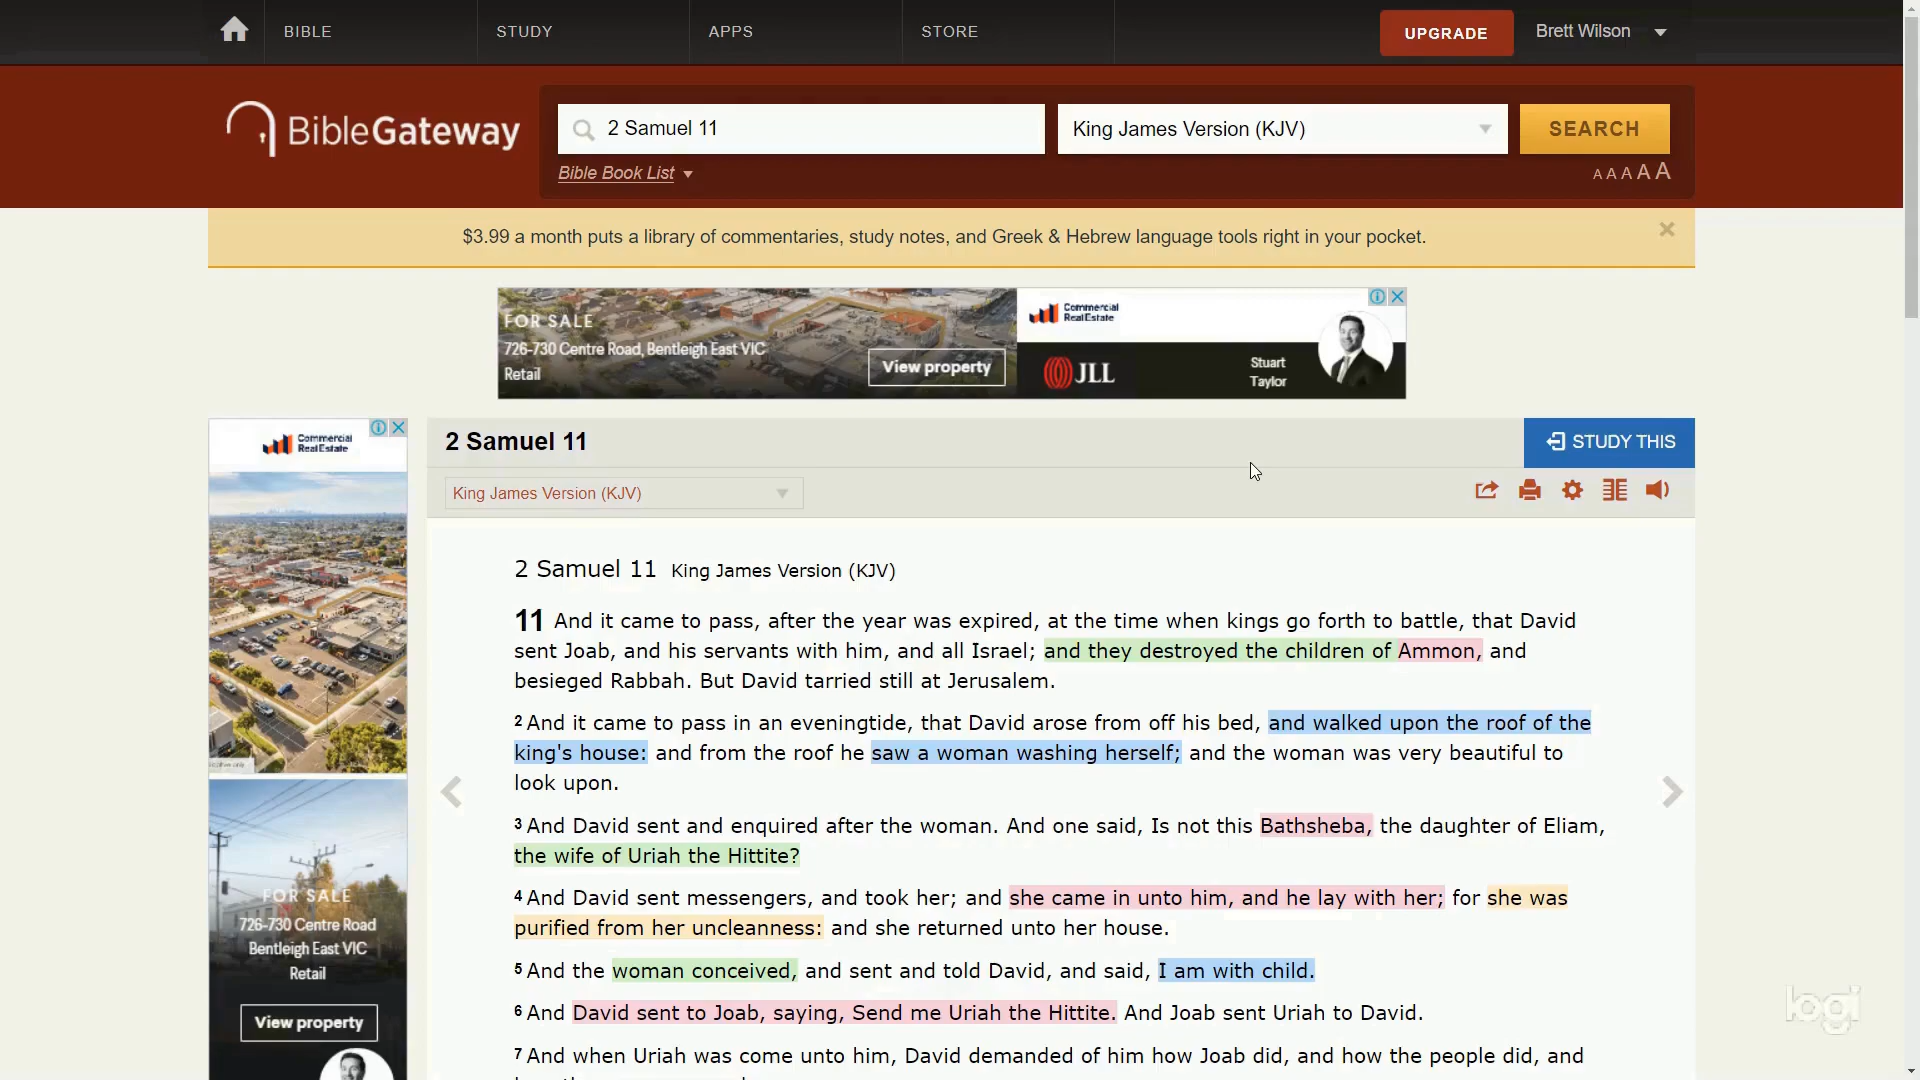 BIBLE
STUDY
APPS
STORE
UPGRADE
Brett Wilson
BibleGateway
2 Samuel 11
King James Version (KJV)
SEARCH
Bible Book List
A A A A A
$3.99 a month puts a library of commentaries, study notes, and Greek & Hebrew language tools right in your pocket.
FOR SALE
726-730 Centre Road, Bentleigh East VIC
Retail
View property
Commercial
Real Estate
JLL
Stuart
Taylor
Commercial
Real Estate
FOR SALE
726-730 Centre Road
Bentleigh East VIC
Retail
View property
2 Samuel 11
STUDY THIS
King James Version (KJV)
2 Samuel 11 King James Version (KJV)
11 And it came to pass, after the year was expired, at the time when kings go forth to battle, that David
sent Joab, and his servants with him, and all Israel; and they destroyed the children of Ammon, and
besieged Rabbah. But David tarried still at Jerusalem.
2 And it came to pass in an eveningtide, that David arose from off his bed, and walked upon the roof of the
king's house: and from the roof he saw a woman washing herself; and the woman was very beautiful to
look upon.
3 And David sent and enquired after the woman. And one said, Is not this Bathsheba, the daughter of Eliam,
the wife of Uriah the Hittite?
4 And David sent messengers, and took her; and she came in unto him, and he lay with her; for she was
purified from her uncleanness: and she returned unto her house.
5 And the woman conceived, and sent and told David, and said, I am with child.
6 And David sent to Joab, saying, Send me Uriah the Hittite. And Joab sent Uriah to David.
7 And when Uriah was come unto him, David demanded of him how Joab did, and how the people did, and
logi